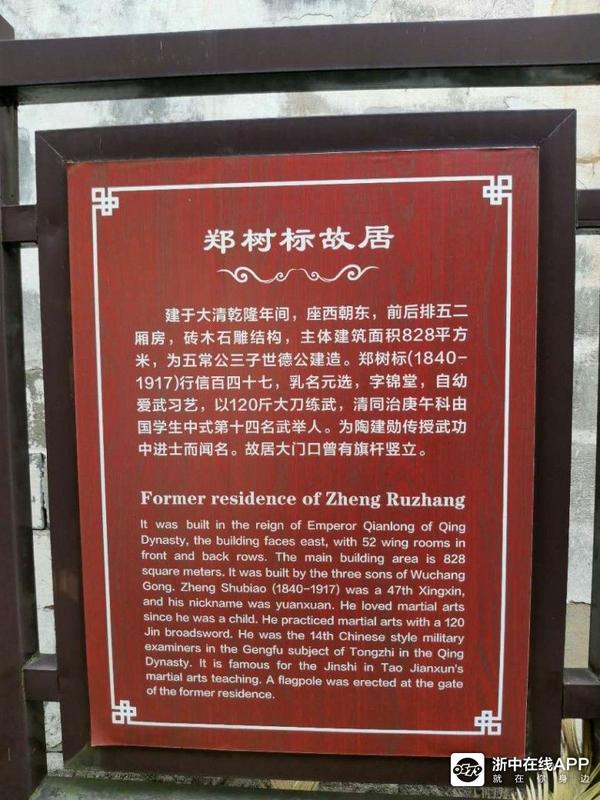 郑树标故居
建于大清乾隆年间，座西朝东，前后排五二
厢房，砖木石雕结构，主体建筑面积828平方
米，为五常公三子世德公建造。郑树标(1840-
1917)行信百四十七，乳名元选，字锦堂，自幼
爱武习艺，以120斤大刀练武，清同治庚午科由
国学生中式第十四名武举人。为陶建勋传授武功
中进士而闻名。故居大门口曾有旗杆竖立。
Former residence of Zheng Ruzhang
It was built in the reign of Emperor Qianlong of Qing
Dynasty, the building faces east, with 52 wing rooms in
front and back rows. The main building area is 828
square meters. It was built by the three sons of Wuchang
Gong. Zheng Shubiao (1840-1917) was a 47th Xingxin,
and his nickname was yuanxuan. He loved martial arts
since he was a child. He practiced martial arts with a 120
Jin broadsword. He was the 14th Chinese style military
examiners in the Gengfu subject of Tongzhi in the Qing
Dynasty. It is famous for the Jinshi in Tao Jianxun's
martial arts teaching. A flagpole was erected at the gate
of the former residence.
浙中在线APP
就在你身边